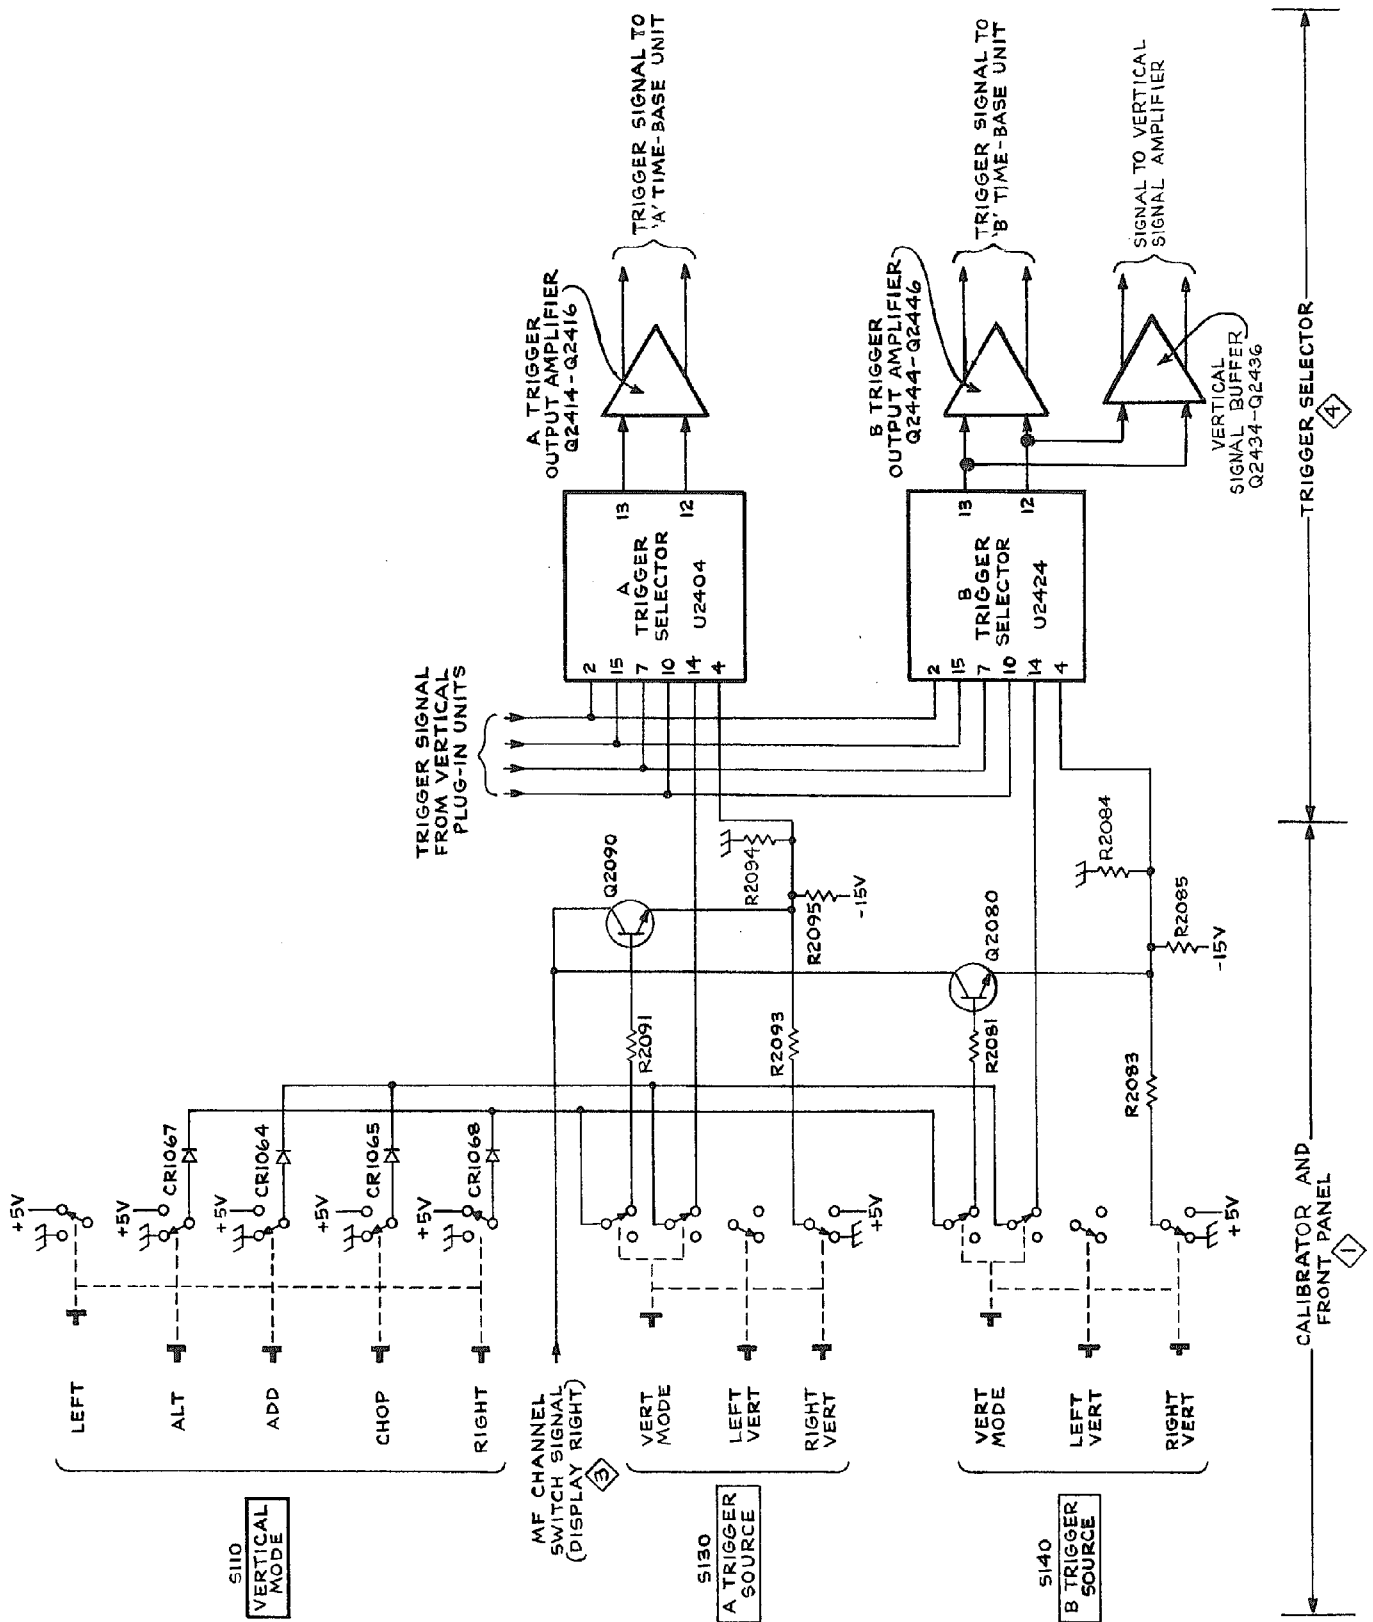 S110
VERTICAL
MODE
LEFT
ALT
ADD
CHOP
RIGHT
+5V
+5V
CR1067
+5V
CR1064
+5V
CR1065
+5V
CR1068
MF CHANNEL
SWITCH SIGNAL
(DISPLAY RIGHT)
3
S130
A TRIGGER
SOURCE
VERT
MODE
LEFT
VERT
RIGHT
VERT
+5V
R2091
Q2090
R2093
R2094
R2095
-15V
S140
B TRIGGER
SOURCE
VERT
MODE
LEFT
VERT
RIGHT
VERT
+5V
R2081
Q2080
R2083
R2084
R2085
-15V
TRIGGER SIGNAL
FROM VERTICAL
PLUG-IN UNITS
2
15
7
10
14
4
A
TRIGGER
SELECTOR
U2404
13
12
A TRIGGER
OUTPUT AMPLIFIER
Q2414-Q2416
TRIGGER SIGNAL TO
'A' TIME-BASE UNIT
2
15
7
10
14
4
B
TRIGGER
SELECTOR
U2424
13
12
B TRIGGER
OUTPUT AMPLIFIER
Q2444-Q2446
TRIGGER SIGNAL TO
'B' TIME-BASE UNIT
VERTICAL
SIGNAL BUFFER
Q2434-Q2436
SIGNAL TO VERTICAL
SIGNAL AMPLIFIER
CALIBRATOR AND
FRONT PANEL
1
TRIGGER SELECTOR
4